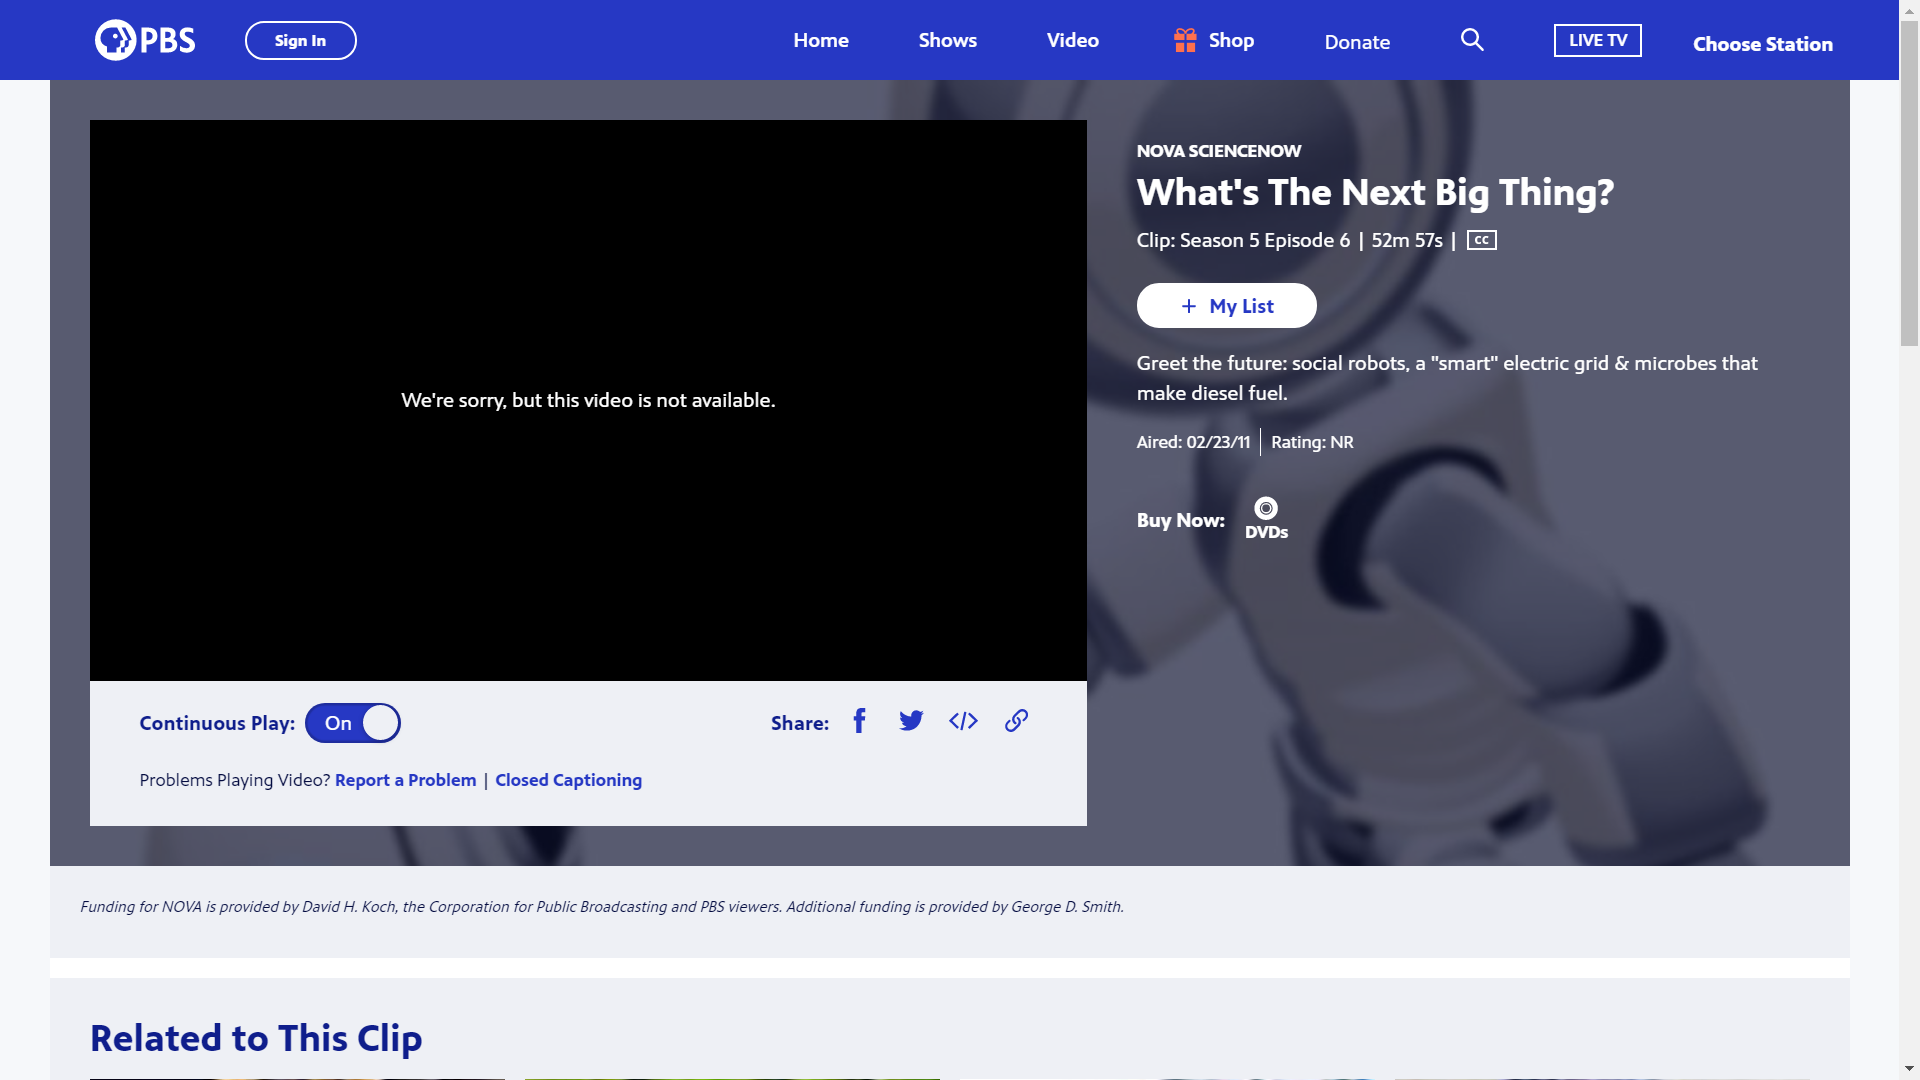 PBS
Sign In
Home
Shows
Video
Shop
Donate
LIVE TV
Choose Station
NOVA SCIENCENOW
What's The Next Big Thing?
Clip: Season 5 Episode 6 | 52m 57s | CC
+ My List
Greet the future: social robots, a "smart" electric grid & microbes that
make diesel fuel.
Aired: 02/23/11 | Rating: NR
Buy Now:
DVDs
We're sorry, but this video is not available.
Continuous Play: On
Share:
Problems Playing Video? Report a Problem | Closed Captioning
Funding for NOVA is provided by David H. Koch, the Corporation for Public Broadcasting and PBS viewers. Additional funding is provided by George D. Smith.
Related to This Clip